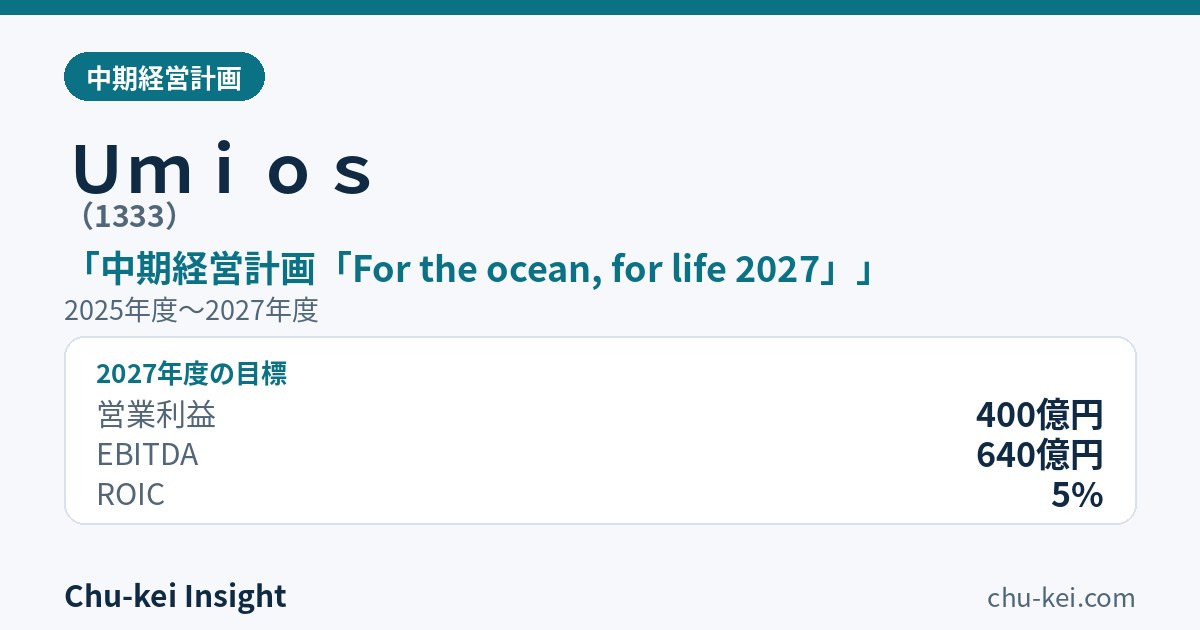 中期経営計画
Ｕｍｉｏｓ
（1333）
「中期経営計画「For the ocean, for life 2027」」
2025年度～2027年度
2027年度の目標
営業利益 400億円
EBITDA 640億円
ROIC 5%
Chu-kei Insight chu-kei.com